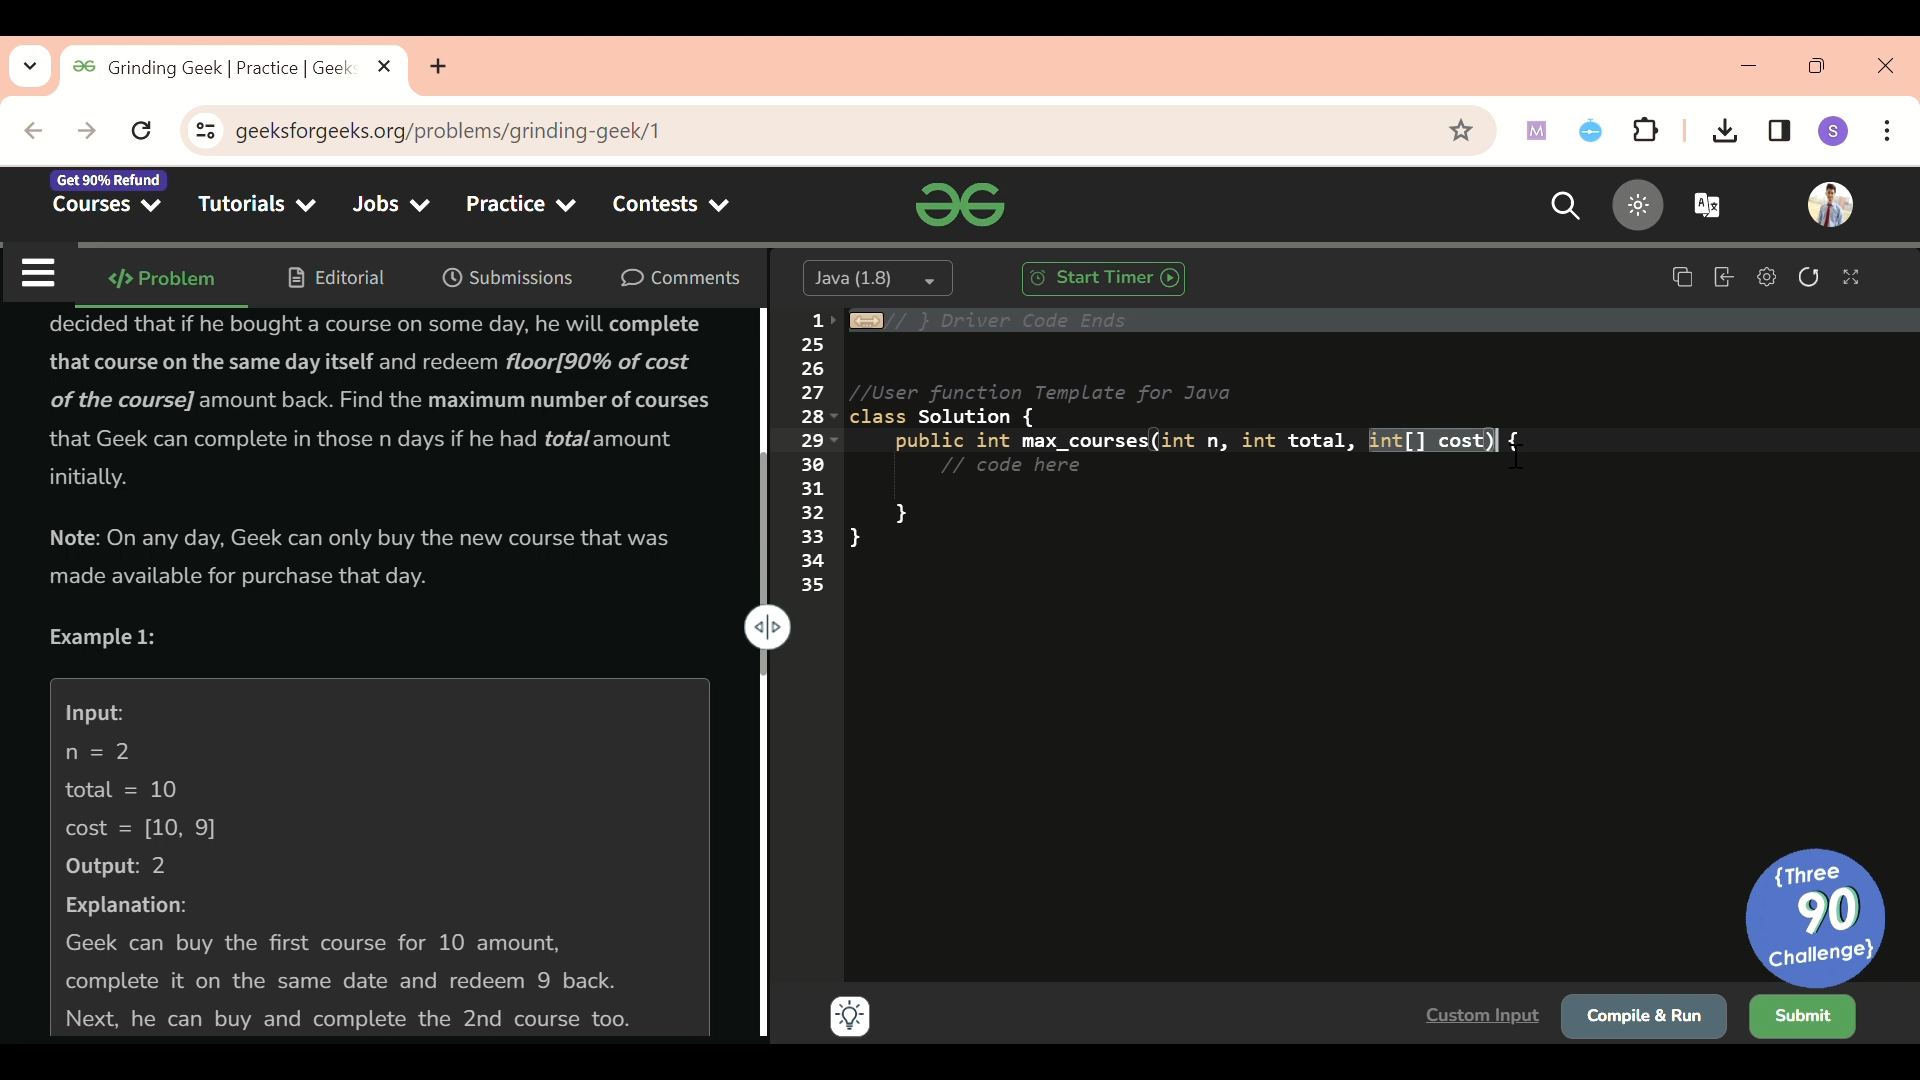 Grinding Geek | Practice | Geeks
geeksforgeeks.org/problems/grinding-geek/1
M
S
Get 90% Refund
Courses Tutorials Jobs Practice Contests
</> Problem Editorial Submissions Comments
decided that if he bought a course on some day, he will complete
that course on the same day itself and redeem floor[90% of cost
of the course] amount back. Find the maximum number of courses
that Geek can complete in those n days if he had total amount
initially.
Note: On any day, Geek can only buy the new course that was
made available for purchase that day.
Example 1:
Input:
n = 2
total = 10
cost = [10, 9]
Output: 2
Explanation:
Geek can buy the first course for 10 amount,
complete it on the same date and redeem 9 back.
Next, he can buy and complete the 2nd course too.
Java (1.8) Start Timer
1 // } Driver Code Ends
25
26
27 //User function Template for Java
28 class Solution {
29 public int max_courses(int n, int total, int[] cost) {
30 // code here
31
32 }
33 }
34
35
{Three
90
Challenge}
Custom Input Compile & Run Submit